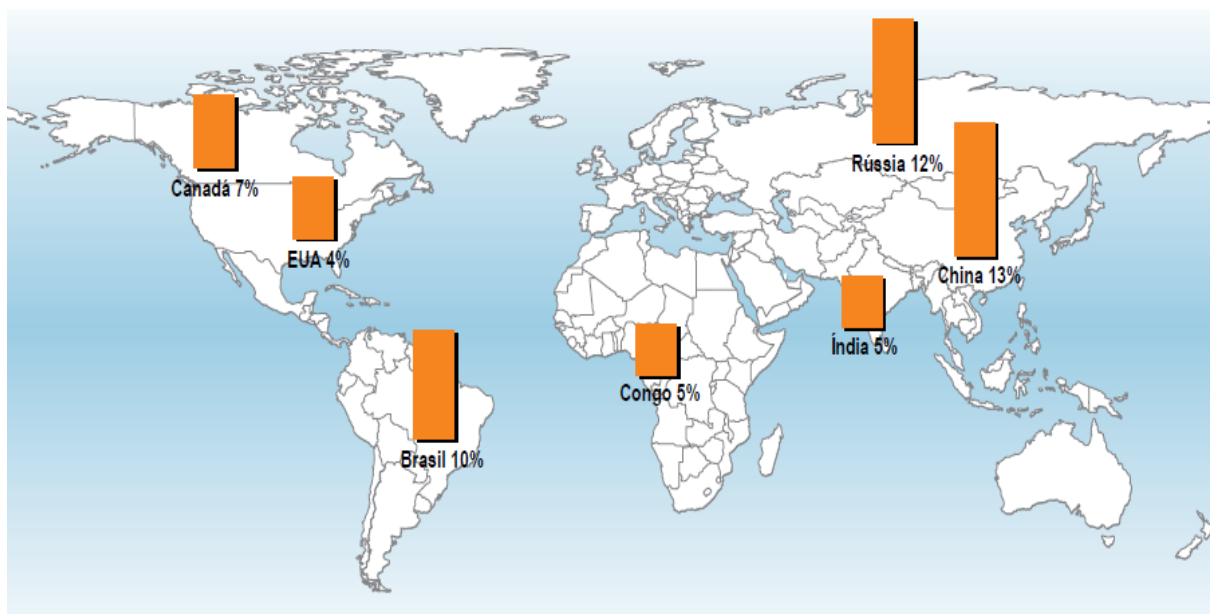 Rússia 12%
Canadá 7%
EUA 4%
China 13%
Índia 5%
Congo 5%
Brasil 10%